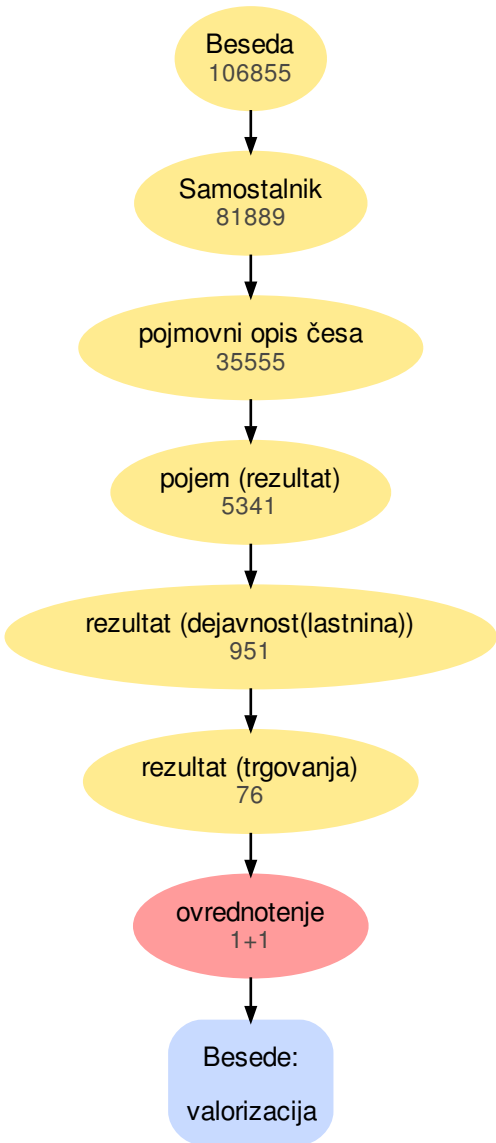 Beseda
106855
Samostalnik
81889
pojmovni opis česa
35555
pojem (rezultat)
5341
rezultat (dejavnost(lastnina))
951
rezultat (trgovanja)
76
ovrednotenje
1+1
Besede:
valorizacija